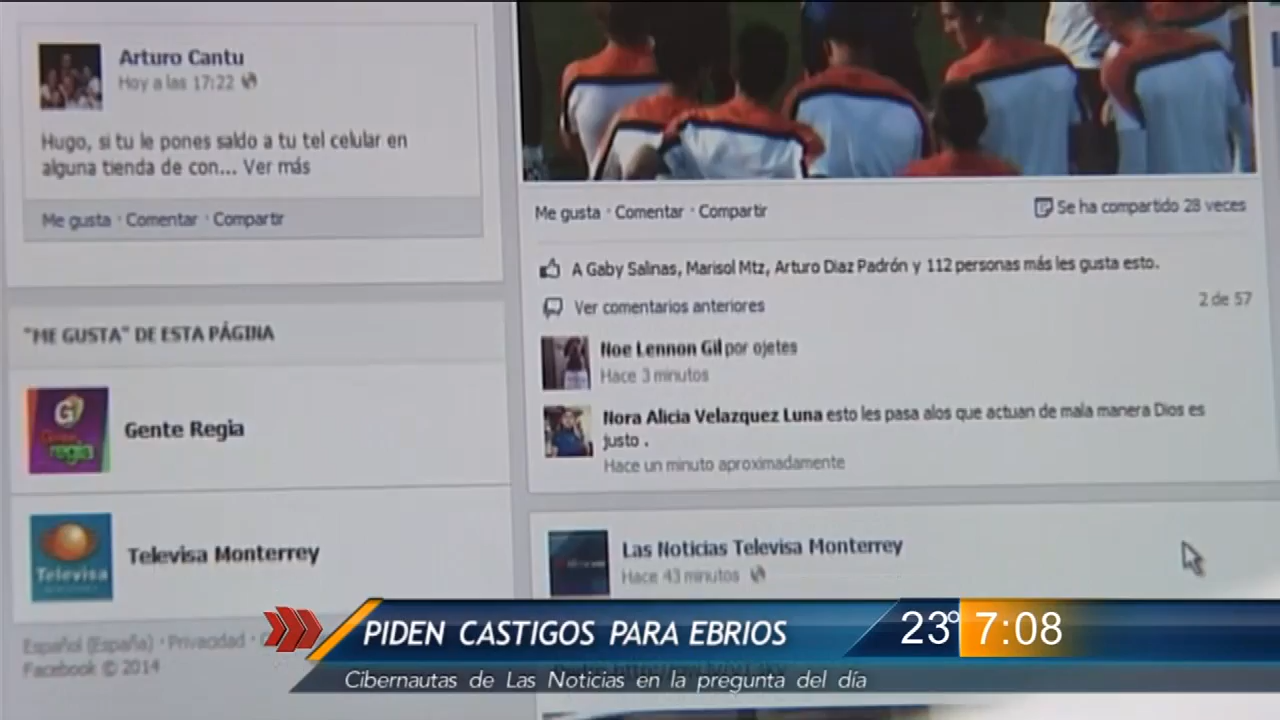 Arturo Cantu
Hoy a las 17:22
Hugo, si tu le pones saldo a tu tel celular en
alguna tienda de con... Ver más
Me gusta · Comentar · Compartir
"ME GUSTA" DE ESTA PÁGINA
G
Gente
regia
Gente Regia
Televisa
Televisa Monterrey
Español (España) · Privacidad ·
Facebook © 2014
Me gusta · Comentar · Compartir
Se ha compartido 28 veces
A Gaby Salinas, Marisol Mtz, Arturo Diaz Padrón y 112 personas más les gusta esto.
Ver comentarios anteriores
2 de 57
Noe Lennon Gil por ojetes
Hace 3 minutos
Nora Alicia Velazquez Luna esto les pasa alos que actuan de mala manera Dios es
justo .
Hace un minuto aproximadamente
Las Noticias Televisa Monterrey
Hace 43 minutos
PIDEN CASTIGOS PARA EBRIOS
23° 7:08
Cibernautas de Las Noticias en la pregunta del día